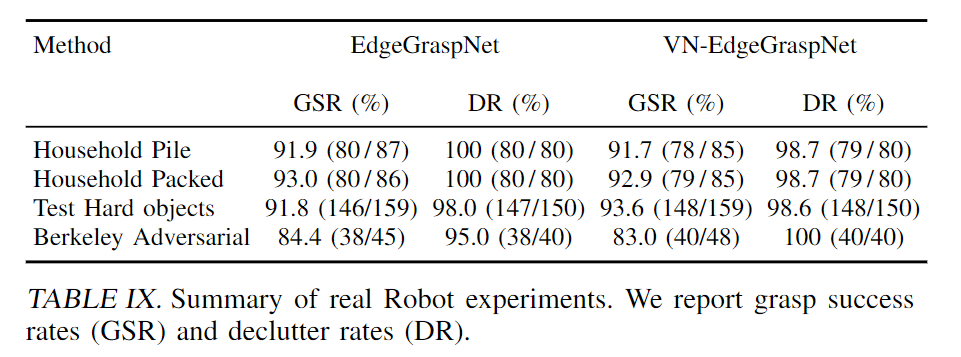 Method EdgeGraspNet VN-EdgeGraspNet
GSR (%) DR (%) GSR (%) DR (%)
Household Pile 91.9 (80/87) 100 (80/80) 91.7 (78/85) 98.7 (79/80)
Household Packed 93.0 (80/86) 100 (80/80) 92.9 (79/85) 98.7 (79/80)
Test Hard objects 91.8 (146/159) 98.0 (147/150) 93.6 (148/159) 98.6 (148/150)
Berkeley Adversarial 84.4 (38/45) 95.0 (38/40) 83.0 (40/48) 100 (40/40)
TABLE IX. Summary of real Robot experiments. We report grasp success
rates (GSR) and declutter rates (DR).